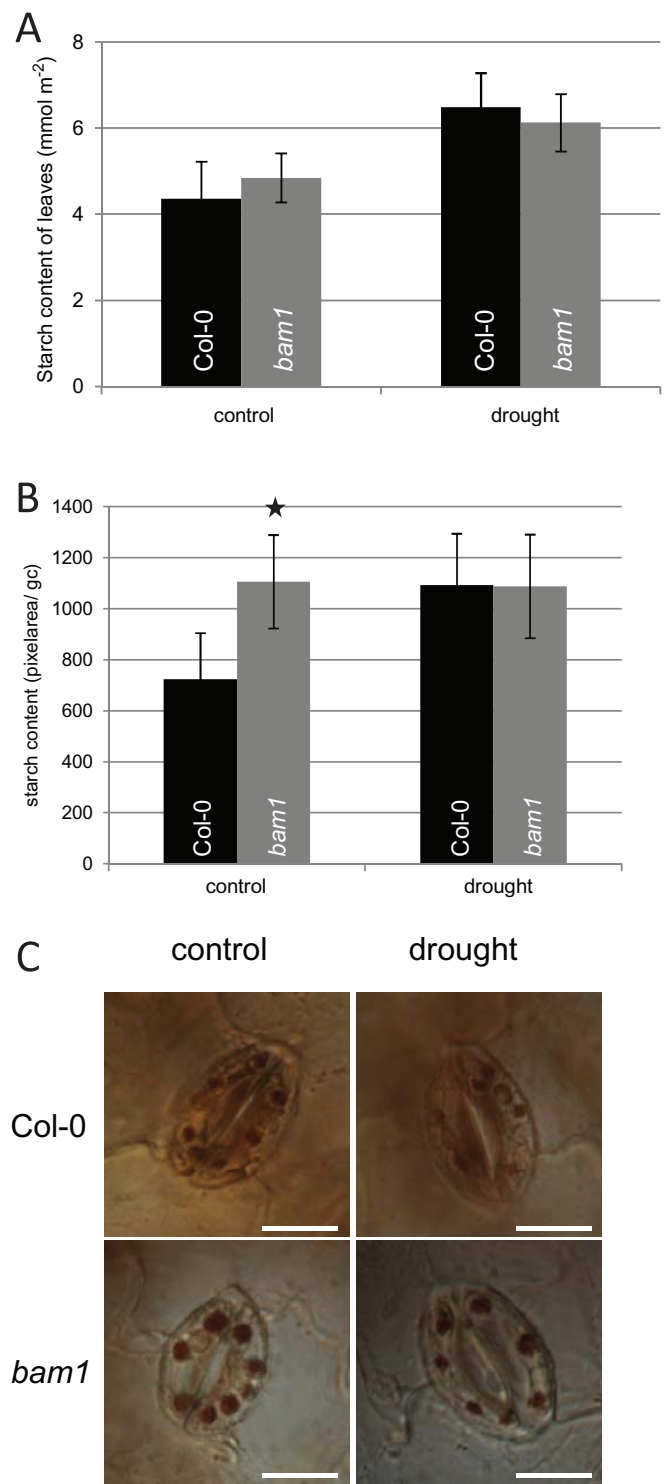 A
Starch content of leaves (mmol m⁻²)
8
6
4
2
0
Col-0
bam1
Col-0
bam1
control
drought
B
starch content (pixelarea/ gc)
1400
1200
1000
800
600
400
200
0
★
Col-0
bam1
Col-0
bam1
control
drought
C
control
drought
Col-0
bam1